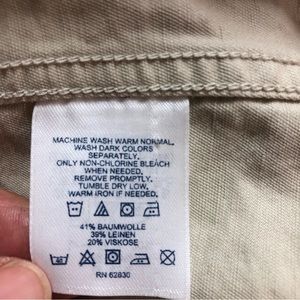 MACHINE WASH WARM NORMAL.
WASH DARK COLORS
SEPARATELY.
ONLY NON-CHLORINE BLEACH
WHEN NEEDED.
REMOVE PROMPTLY.
TUMBLE DRY LOW.
WARM IRON IF NEEDED.
41% BAUMWOLLE
39% LEINEN
20% VISKOSE
RN 62830